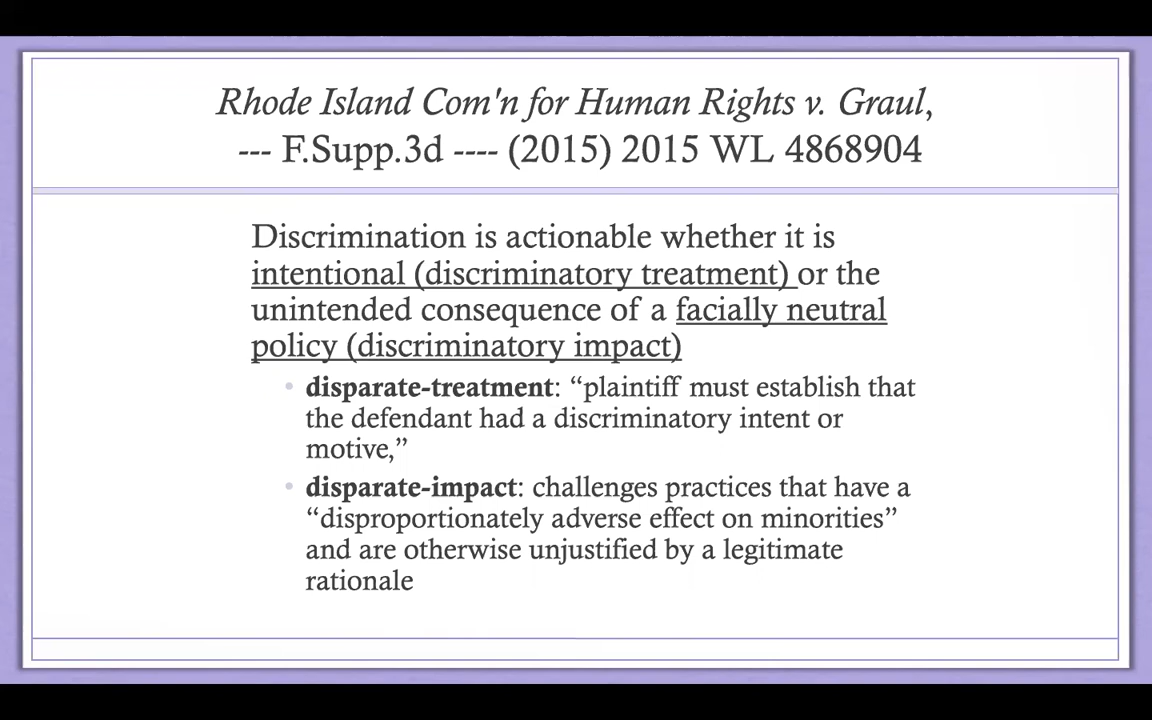 Rhode Island Com'n for Human Rights v. Graul,
--- F.Supp.3d ---- (2015) 2015 WL 4868904
Discrimination is actionable whether it is
intentional (discriminatory treatment) or the
unintended consequence of a facially neutral
policy (discriminatory impact)
• disparate-treatment: “plaintiff must establish that
the defendant had a discriminatory intent or
motive,”
• disparate-impact: challenges practices that have a
“disproportionately adverse effect on minorities”
and are otherwise unjustified by a legitimate
rationale